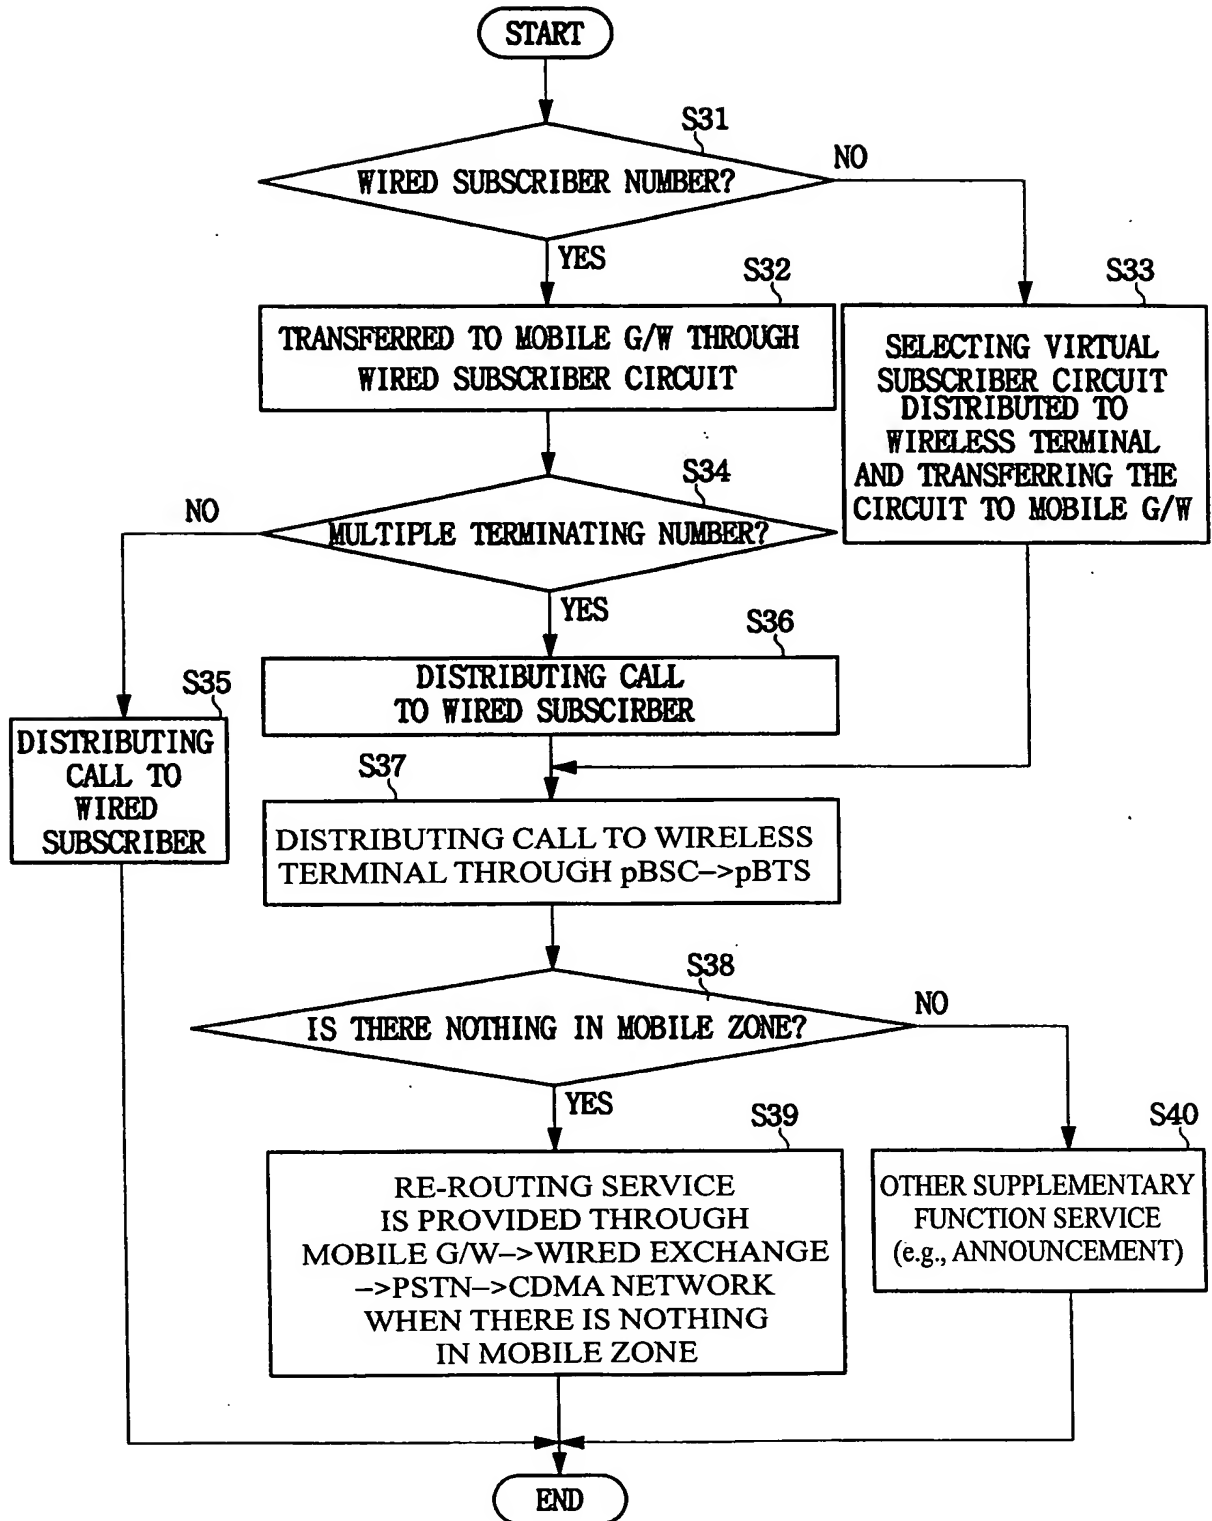 START
S31
WIRED SUBSCRIBER NUMBER?
NO
YES
S32
TRANSFERRED TO MOBILE G/W THROUGH
WIRED SUBSCRIBER CIRCUIT
S33
SELECTING VIRTUAL
SUBSCRIBER CIRCUIT
DISTRIBUTED TO
WIRELESS TERMINAL
AND TRANSFERRING THE
CIRCUIT TO MOBILE G/W
S34
MULTIPLE TERMINATING NUMBER?
NO
YES
S35
DISTRIBUTING
CALL TO
WIRED
SUBSCRIBER
S36
DISTRIBUTING CALL
TO WIRED SUBSCIRBER
S37
DISTRIBUTING CALL TO WIRELESS
TERMINAL THROUGH pBSC–>pBTS
S38
IS THERE NOTHING IN MOBILE ZONE?
NO
YES
S39
RE-ROUTING SERVICE
IS PROVIDED THROUGH
MOBILE G/W–>WIRED EXCHANGE
–>PSTN–>CDMA NETWORK
WHEN THERE IS NOTHING
IN MOBILE ZONE
S40
OTHER SUPPLEMENTARY
FUNCTION SERVICE
(e.g., ANNOUNCEMENT)
END